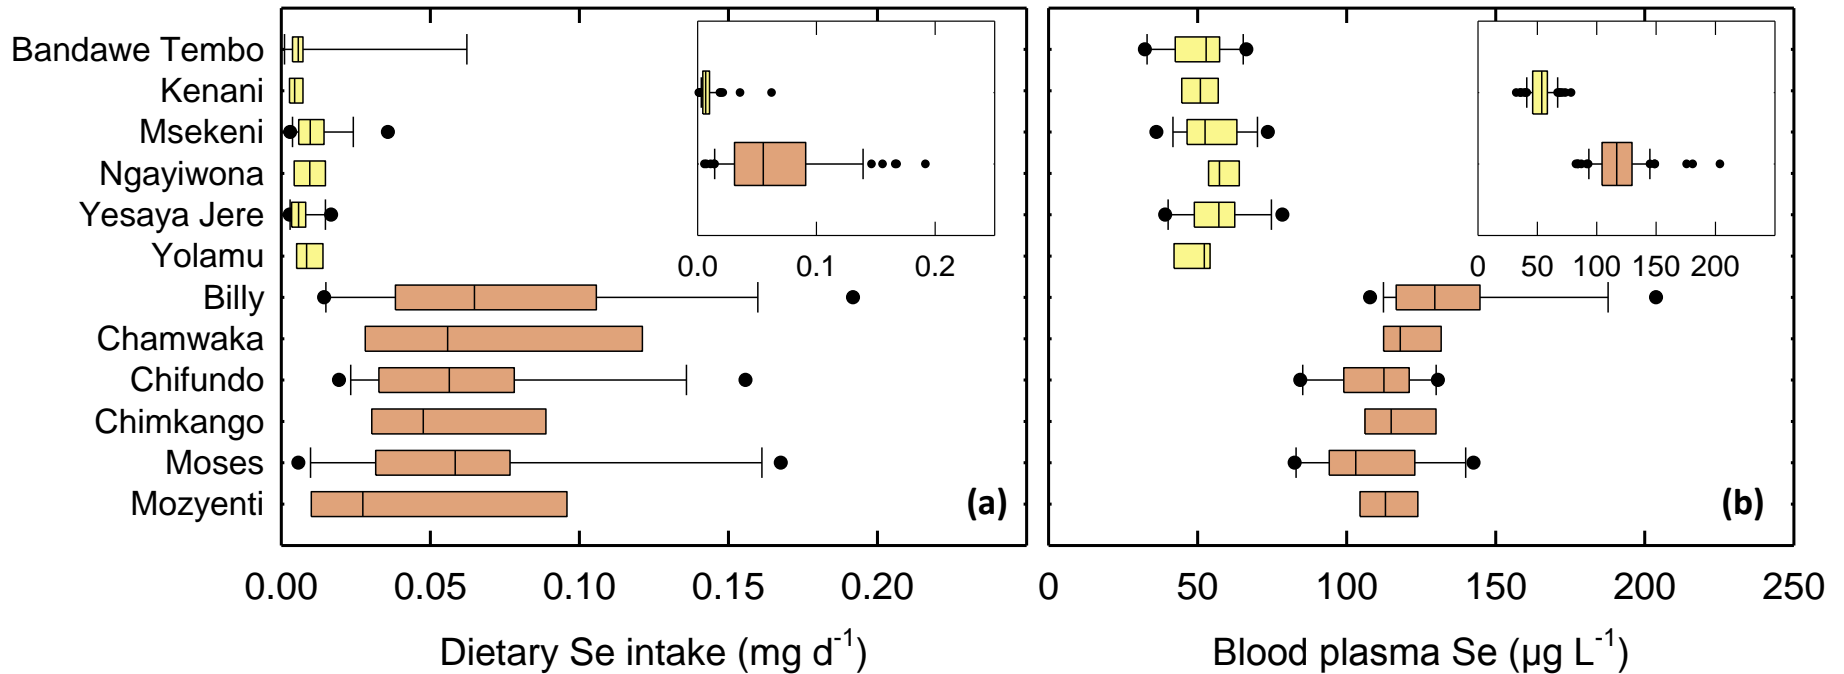 Bandawe Tembo
Kenani
Msekeni
Ngayiwona
Yesaya Jere
Yolamu
Billy
Chamwaka
Chifundo
Chimkango
Moses
Mozyenti
0.0 0.1 0.2
(a)
0.00 0.05 0.10 0.15 0.20
Dietary Se intake (mg d⁻¹)
0 50 100 150 200
(b)
0 50 100 150 200 250
Blood plasma Se (µg L⁻¹)